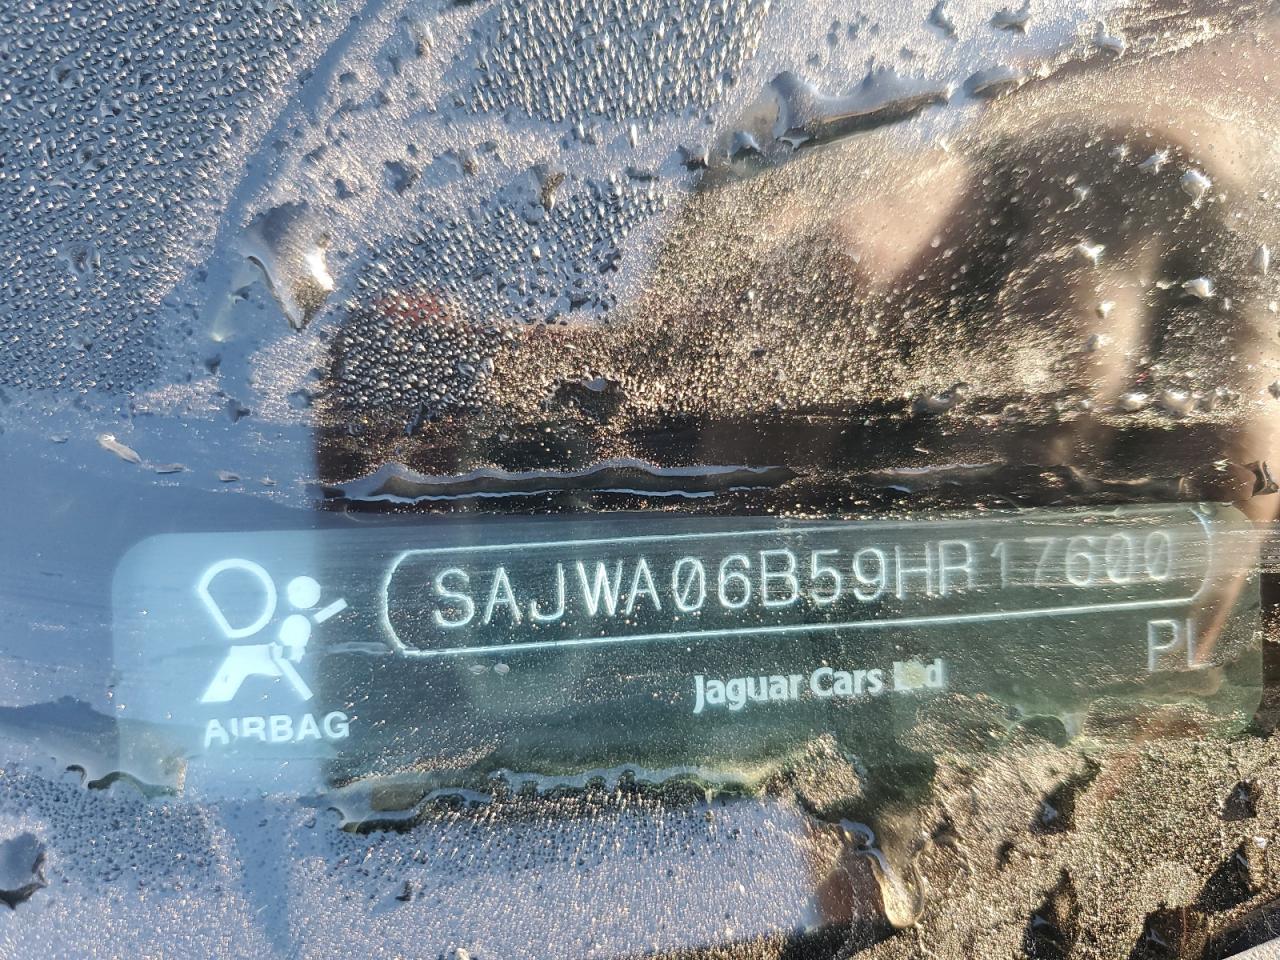 SAJWA06B59HR17600
PL
Jaguar Cars Ltd
AIRBAG